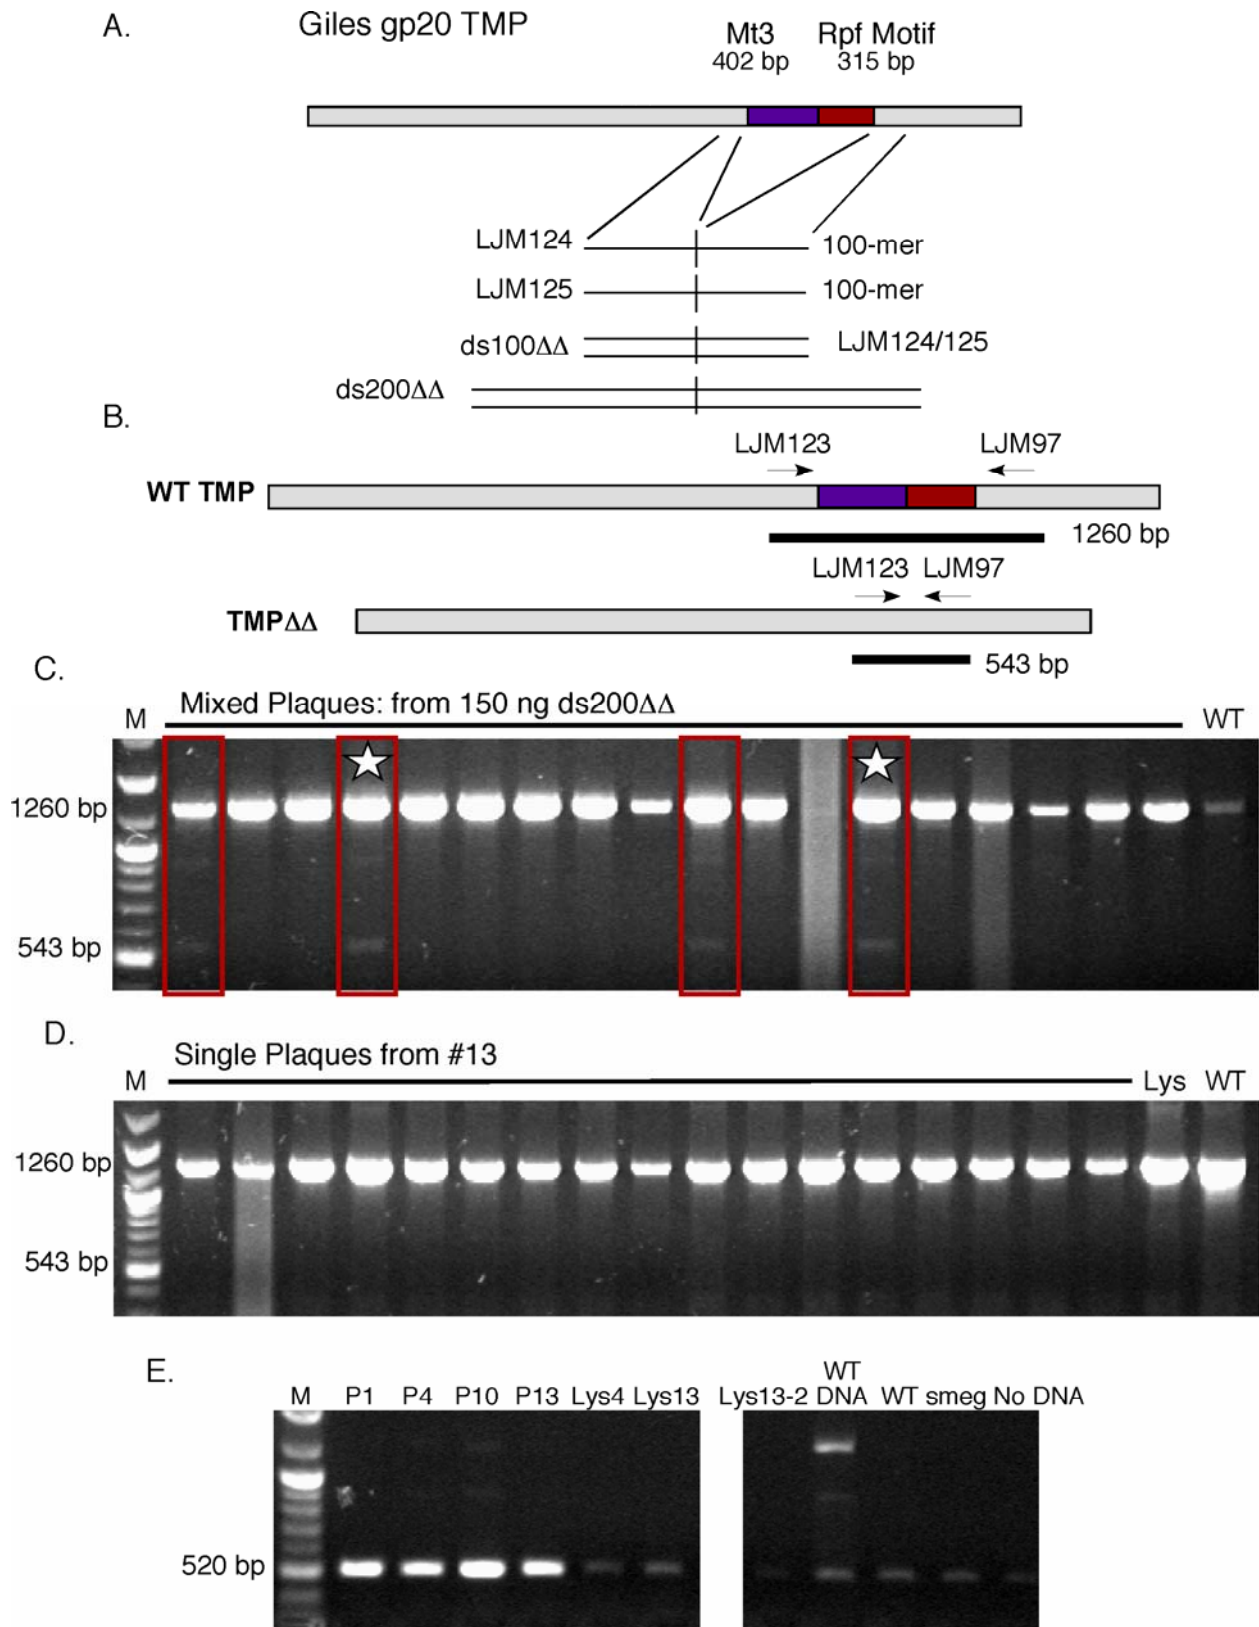 A.
Giles gp20 TMP
Mt3 Rpf Motif
402 bp 315 bp
LJM124 100-mer
LJM125 100-mer
ds100ΔΔ LJM124/125
ds200ΔΔ
B.
LJM123 LJM97
WT TMP
1260 bp
LJM123 LJM97
TMPΔΔ
543 bp
C.
Mixed Plaques: from 150 ng ds200ΔΔ
M WT
1260 bp
543 bp
D.
Single Plaques from #13
M Lys WT
1260 bp
543 bp
E.
WT
M P1 P4 P10 P13 Lys4 Lys13 Lys13-2 DNA WT smeg No DNA
520 bp